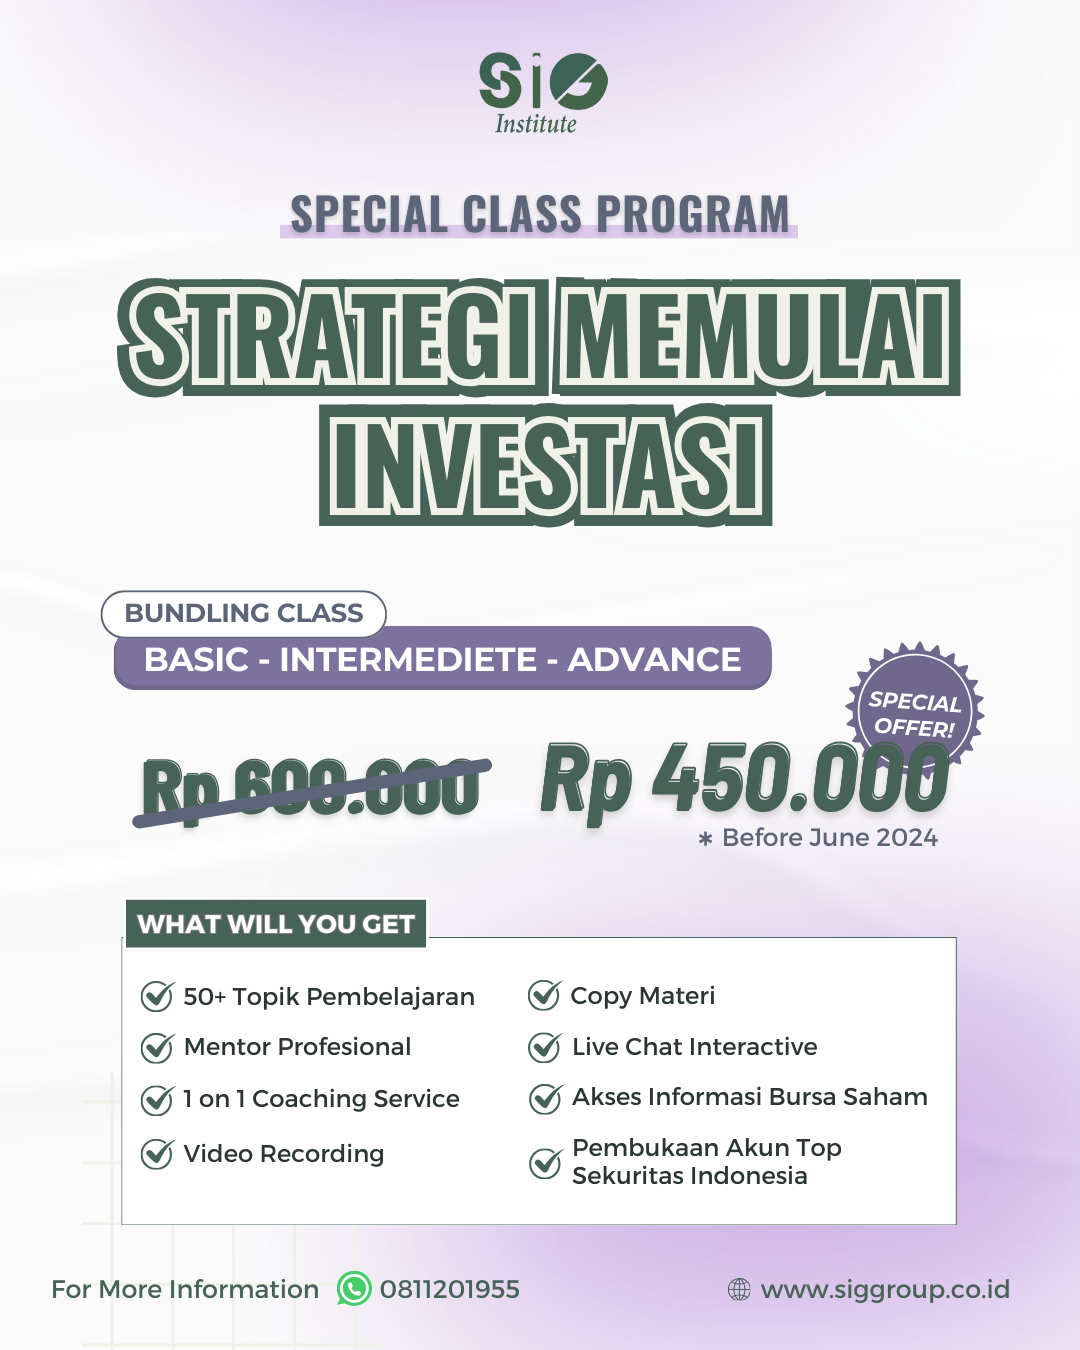 SiG
Institute
SPECIAL CLASS PROGRAM
STRATEGI MEMULAI
INVESTASI
BUNDLING CLASS
BASIC - INTERMEDIETE - ADVANCE
SPECIAL
OFFER!
Rp 600.000
Rp 450.000
* Before June 2024
WHAT WILL YOU GET
50+ Topik Pembelajaran
Mentor Profesional
1 on 1 Coaching Service
Video Recording
Copy Materi
Live Chat Interactive
Akses Informasi Bursa Saham
Pembukaan Akun Top
Sekuritas Indonesia
For More Information 0811201955
www.siggroup.co.id